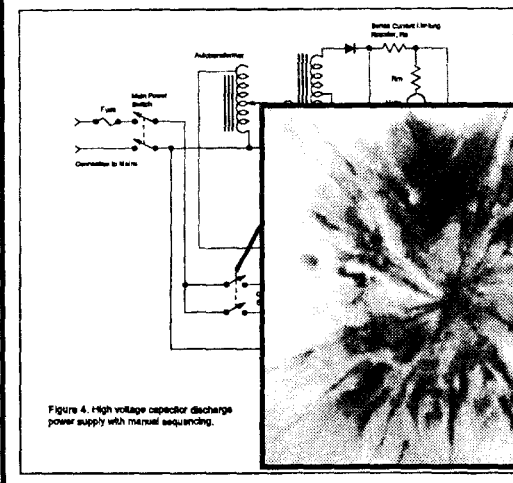 Series Current Limiting
Resistor, Rs
Autotransformer
Rm
Main Power
Switch
Fuse
Connection to Mains
Figure 4. High voltage capacitor discharge
power supply with manual sequencing.